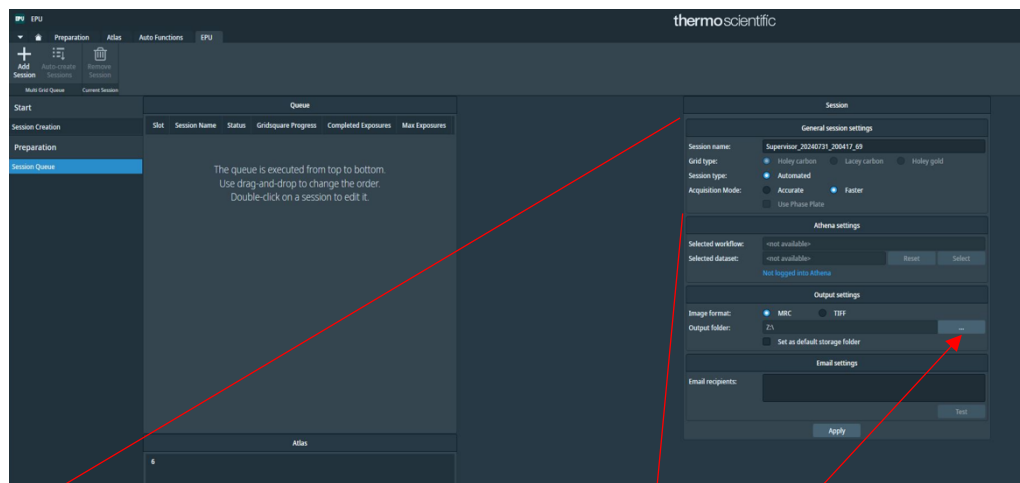 EPU EPU
thermoscientific
Preparation Atlas Auto Functions EPU
Add Session
Auto-create Sessions
Remove Session
Multi Grid Queue Current Session
Start
Session Creation
Preparation
Session Queue
Queue
Slot Session Name Status Gridsquare Progress Completed Exposures Max Exposures
The queue is executed from top to bottom.
Use drag-and-drop to change the order.
Double-click on a session to edit it.
Atlas
6
Session
General session settings
Session name: Supervisor_20240731_200417_69
Grid type: Holey carbon Lacey carbon Holey gold
Session type: Automated
Acquisition Mode: Accurate Faster
Use Phase Plate
Athena settings
Selected workflow: <not available>
Selected dataset: <not available> Reset Select
Not logged into Athena
Output settings
Image format: MRC TIFF
Output folder: Z:\ ...
Set as default storage folder
Email settings
Email recipients:
Test
Apply